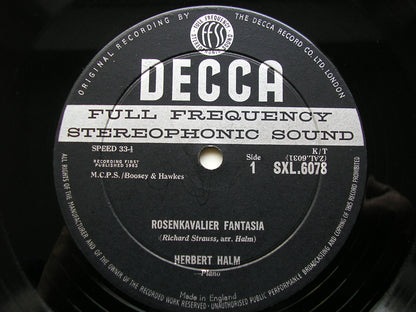 ORIGINAL RECORDING BY
THE DECCA RECORD CO. LTD. LONDON
FULL FREQUENCY RANGE
ffss
DECCA
FULL FREQUENCY
STEREOPHONIC SOUND
SPEED 33⅓
K/T
RECORDING FIRST
PUBLISHED 1963
(ZAL.5091)
Side
1
SXL.6078
M.C.P.S./Boosey & Hawkes
ROSENKAVALIER FANTASIA
(Richard Strauss, arr. Halm)
HERBERT HALM
Piano
ALL RIGHTS OF THE MANUFACTURER AND OF THE OWNER OF THE RECORDED WORK RESERVED · UNAUTHORISED PUBLIC PERFORMANCE BROADCASTING AND COPYING OF THIS RECORD PROHIBITED
Made in England